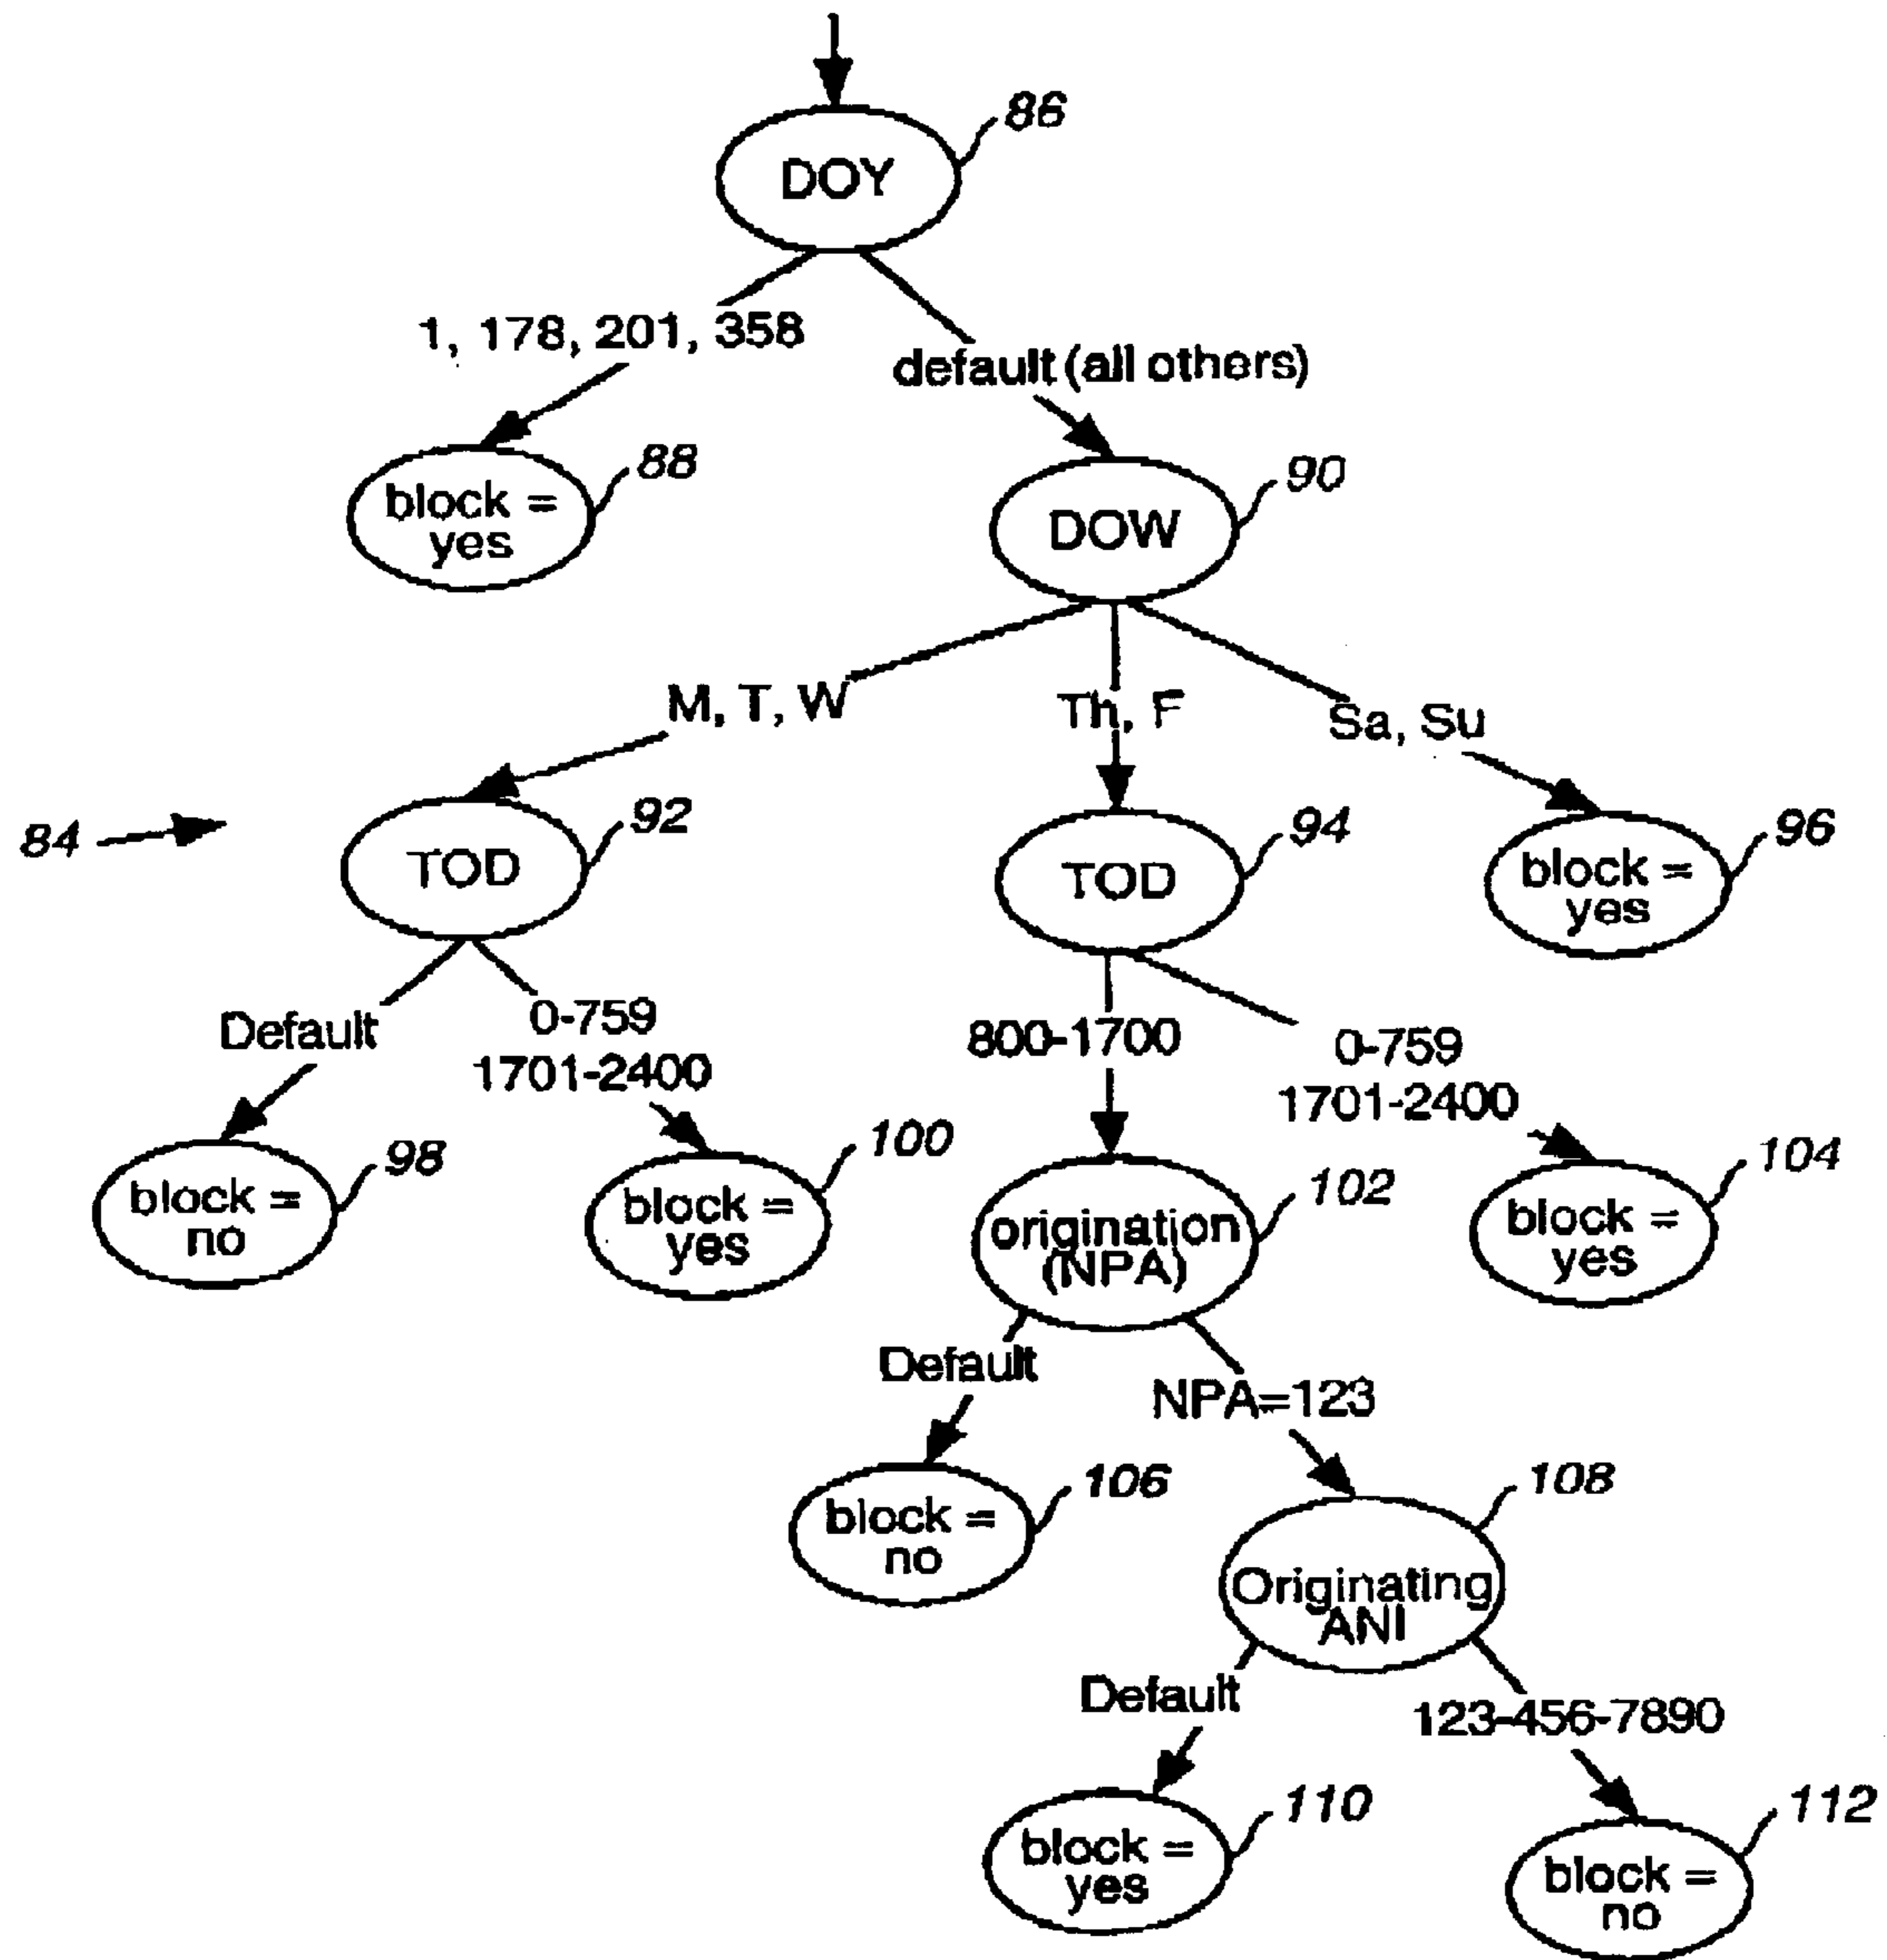 86
DOY
1, 178, 201, 358
default (all others)
88
block =
yes
90
DOW
M, T, W
Th, F
Sa, Su
84
92
TOD
94
TOD
96
block =
yes
Default
0-759
1701-2400
800-1700
0-759
1701-2400
98
block =
no
100
block =
yes
102
origination
(NPA)
104
block =
yes
Default
NPA=123
106
block =
no
108
Originating
ANI
Default
123-456-7890
110
block =
yes
112
block =
no